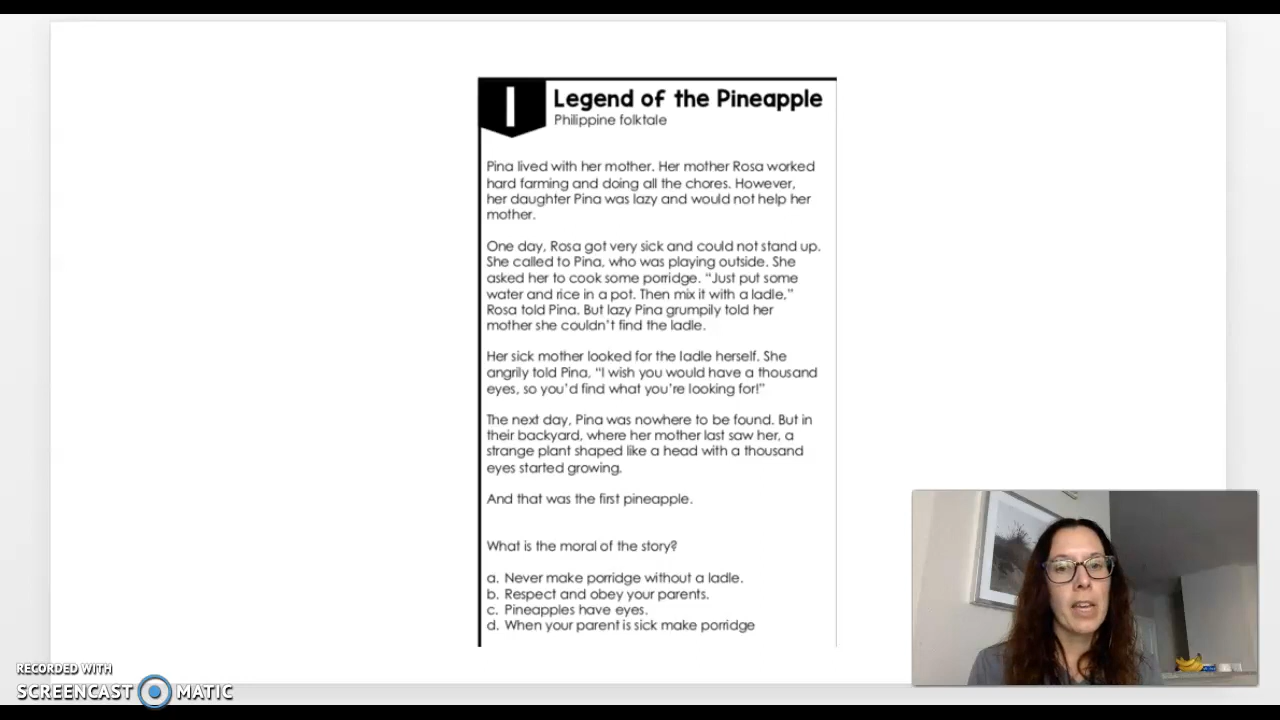 1
Legend of the Pineapple
Philippine folktale
Pina lived with her mother. Her mother Rosa worked
hard farming and doing all the chores. However,
her daughter Pina was lazy and would not help her
mother.
One day, Rosa got very sick and could not stand up.
She called to Pina, who was playing outside. She
asked her to cook some porridge. “Just put some
water and rice in a pot. Then mix it with a ladle,”
Rosa told Pina. But lazy Pina grumpily told her
mother she couldn’t find the ladle.
Her sick mother looked for the ladle herself. She
angrily told Pina, “I wish you would have a thousand
eyes, so you’d find what you’re looking for!”
The next day, Pina was nowhere to be found. But in
their backyard, where her mother last saw her, a
strange plant shaped like a head with a thousand
eyes started growing.
And that was the first pineapple.
What is the moral of the story?
a. Never make porridge without a ladle.
b. Respect and obey your parents.
c. Pineapples have eyes.
d. When your parent is sick make porridge
RECORDED WITH
SCREENCAST MATIC